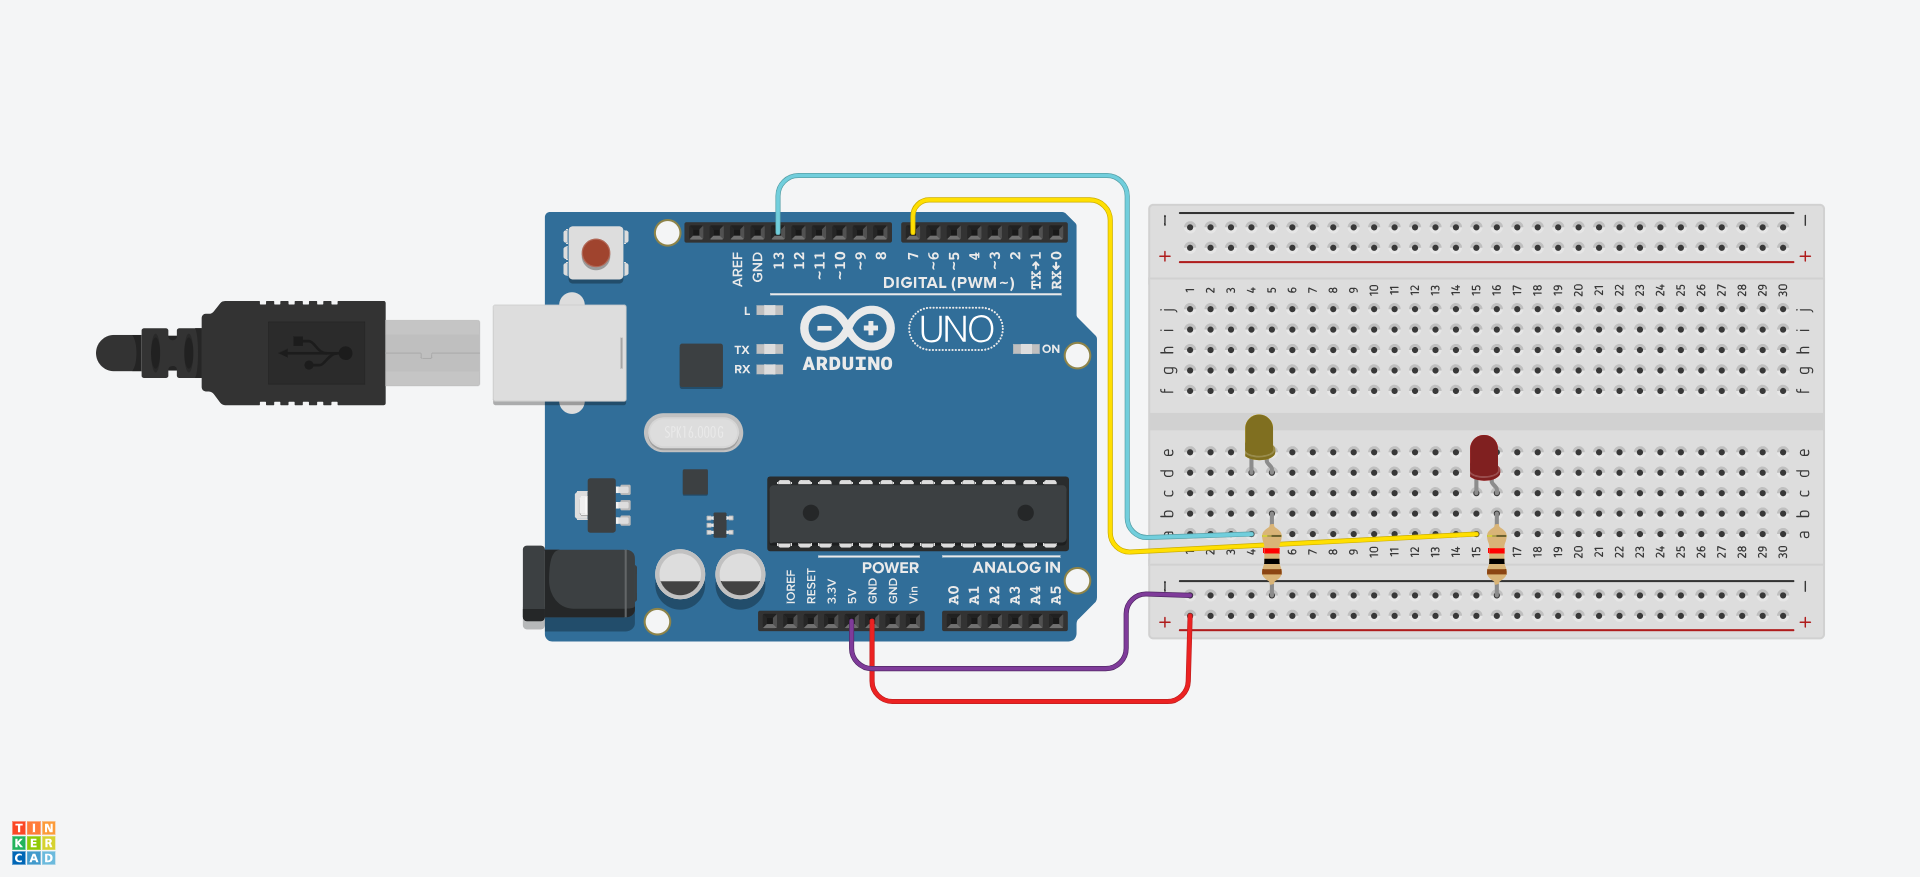 AREF
GND
13
12
~11
~10
~9
8
7
~6
~5
4
~3
2
TX→1
RX←0
DIGITAL (PWM~)
L
TX
RX
UNO
ARDUINO
ON
SPK16.000G
POWER
ANALOG IN
IOREF
RESET
3.3V
5V
GND
GND
Vin
A0
A1
A2
A3
A4
A5
− −
+ +
1 2 3 4 5 6 7 8 9 10 11 12 13 14 15 16 17 18 19 20 21 22 23 24 25 26 27 28 29 30
j j
i i
h h
g g
f f
e e
d d
c c
b b
a a
1 2 3 4 6 7 8 9 10 11 12 13 14 15 17 18 19 20 21 22 23 24 25 26 27 28 29 30
− −
+ +
TIN
KER
CAD